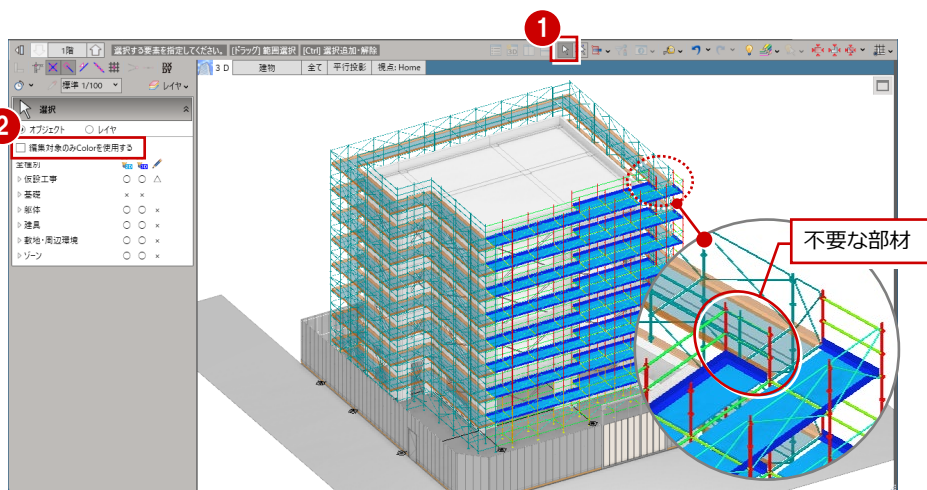 1
1階
選択する要素を指定してください。 [ドラッグ] 範囲選択 [Ctrl] 選択追加・解除
標準 1/100
レイヤ
3 D
建物
全て
平行投影
視点: Home
選択
2
オブジェクト
レイヤ
編集対象のみColorを使用する
全種別
仮設工事 ○ ○ △
基礎 × ×
躯体 ○ ○ ×
建具 ○ ○ ×
敷地・周辺環境 ○ ○ ×
ゾーン ○ ○ ×
不要な部材